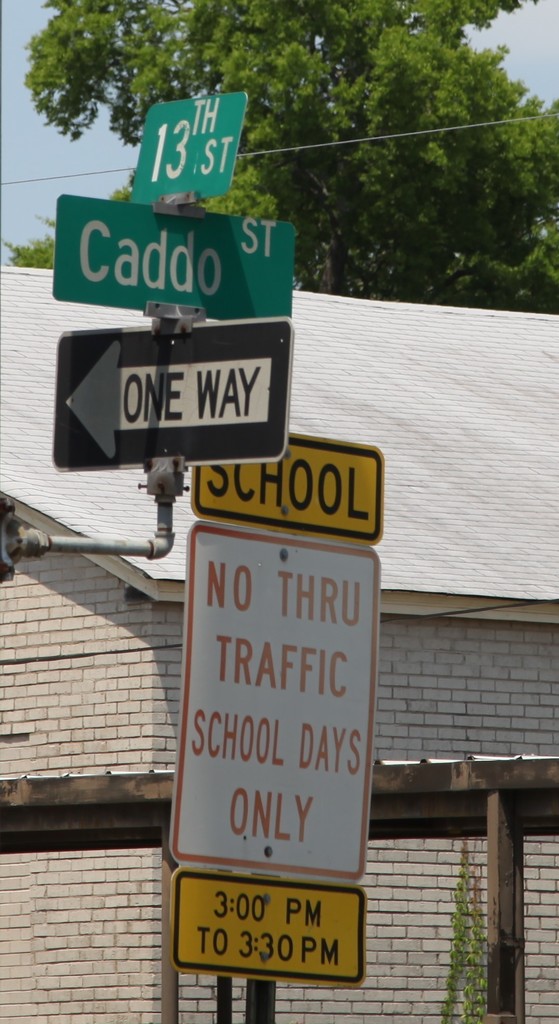 13TH ST
Caddo ST
ONE WAY
SCHOOL
NO THRU
TRAFFIC
SCHOOL DAYS
ONLY
3:00 PM
TO 3:30 PM